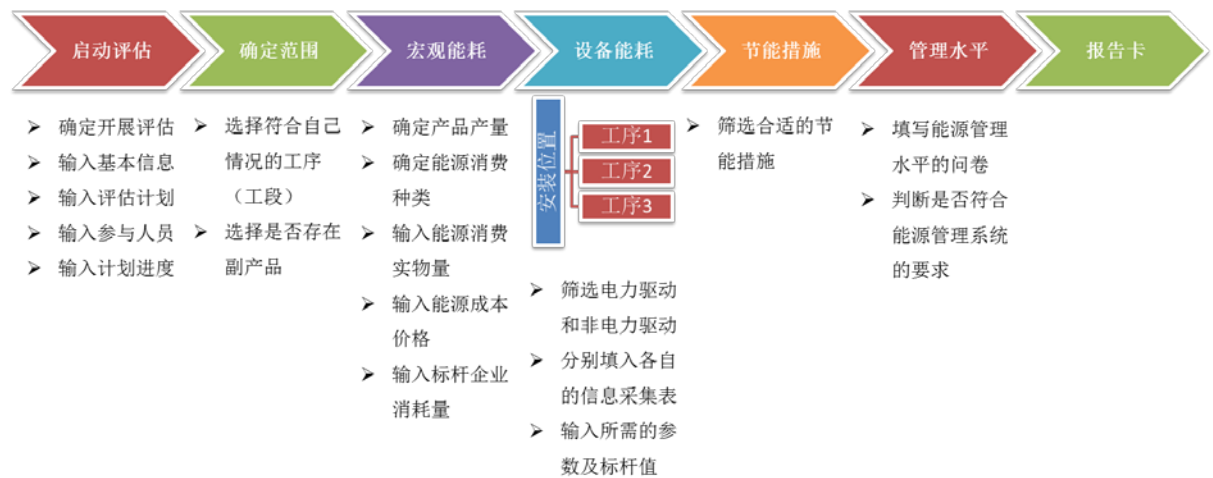 启动评估
确定范围
宏观能耗
设备能耗
节能措施
管理水平
报告卡
确定开展评估
输入基本信息
输入评估计划
输入参与人员
输入计划进度
选择符合自己
情况的工序
（工段）
选择是否存在
副产品
确定产品产量
确定能源消费
种类
输入能源消费
实物量
输入能源成本
价格
输入标杆企业
消耗量
安装位置
工序1
工序2
工序3
筛选电力驱动
和非电力驱动
分别填入各自
的信息采集表
输入所需的参
数及标杆值
筛选合适的节
能措施
填写能源管理
水平的问卷
判断是否符合
能源管理系统
的要求